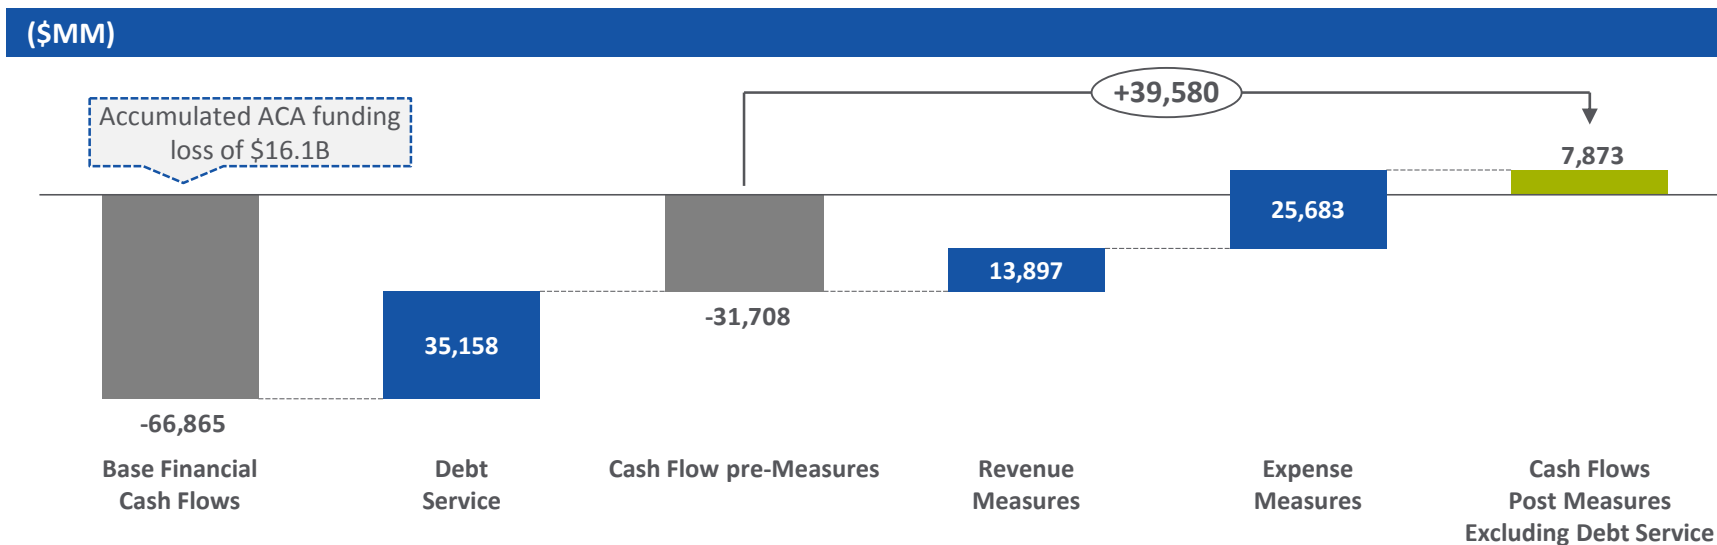 ($MM)
Accumulated ACA funding
loss of $16.1B
+39,580
7,873
25,683
13,897
-31,708
35,158
-66,865
Base Financial
Cash Flows
Debt
Service
Cash Flow pre-Measures
Revenue
Measures
Expense
Measures
Cash Flows
Post Measures
Excluding Debt Service